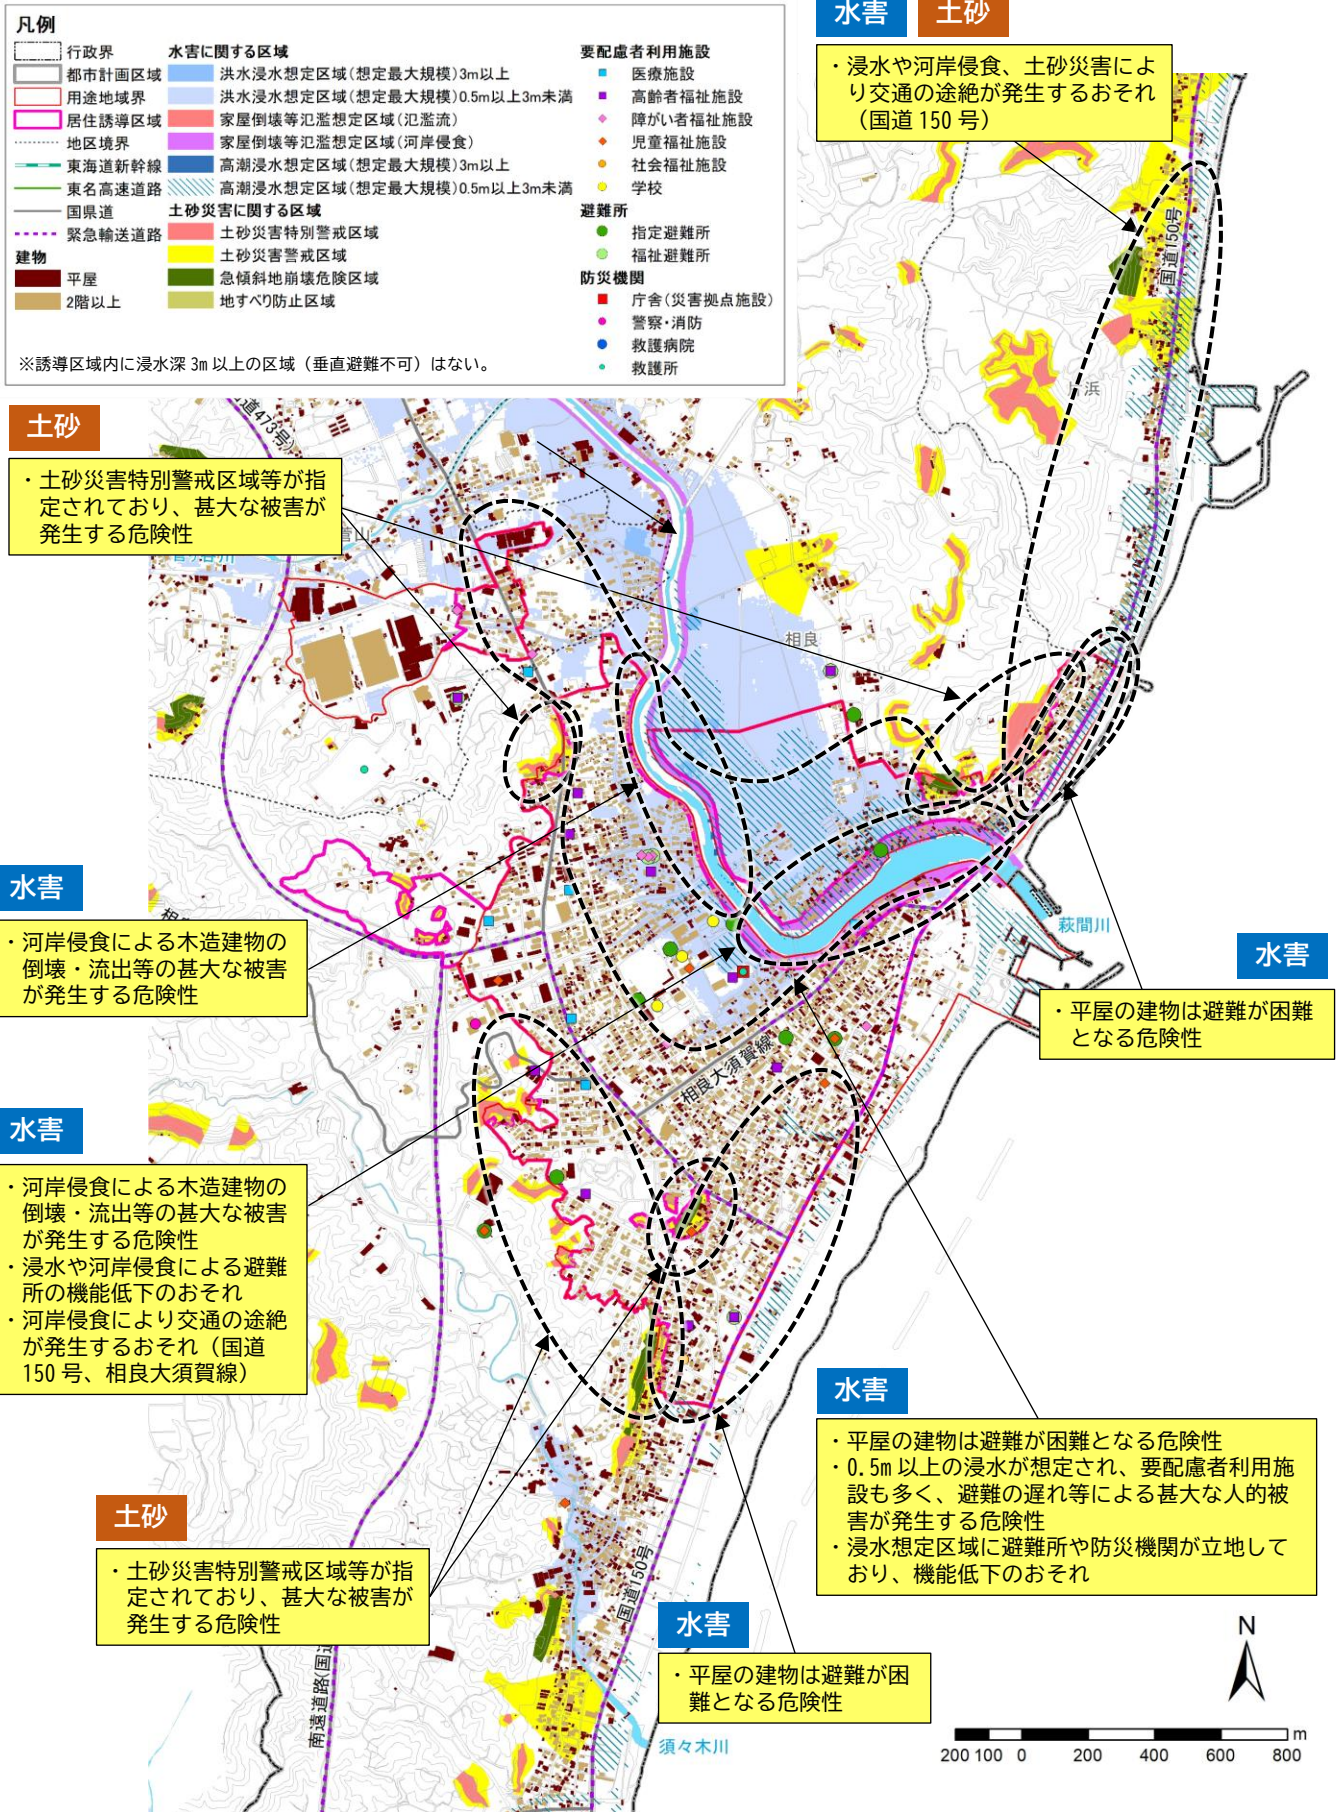 凡例
行政界
都市計画区域
用途地域界
居住誘導区域
地区境界
東海道新幹線
東名高速道路
国県道
緊急輸送道路
建物
平屋
2階以上
水害に関する区域
洪水浸水想定区域(想定最大規模)3m以上
洪水浸水想定区域(想定最大規模)0.5m以上3m未満
家屋倒壊等氾濫想定区域(氾濫流)
家屋倒壊等氾濫想定区域(河岸侵食)
高潮浸水想定区域(想定最大規模)3m以上
高潮浸水想定区域(想定最大規模)0.5m以上3m未満
土砂災害に関する区域
土砂災害特別警戒区域
土砂災害警戒区域
急傾斜地崩壊危険区域
地すべり防止区域
要配慮者利用施設
医療施設
高齢者福祉施設
障がい者福祉施設
児童福祉施設
社会福祉施設
学校
避難所
指定避難所
福祉避難所
防災機関
庁舎(災害拠点施設)
警察・消防
救護病院
救護所
※誘導区域内に浸水深 3m 以上の区域（垂直避難不可）はない。
水害
土砂
・浸水や河岸侵食、土砂災害によ
り交通の途絶が発生するおそれ
（国道 150 号）
国道150号
浜
土砂
・土砂災害特別警戒区域等が指
定されており、甚大な被害が
発生する危険性
道473号)
菅山
相良
水害
・河岸侵食による木造建物の
倒壊・流出等の甚大な被害
が発生する危険性
萩間川
水害
・平屋の建物は避難が困難
となる危険性
相良大須賀線
水害
・河岸侵食による木造建物の
倒壊・流出等の甚大な被害
が発生する危険性
・浸水や河岸侵食による避難
所の機能低下のおそれ
・河岸侵食により交通の途絶
が発生するおそれ（国道
150 号、相良大須賀線）
水害
・平屋の建物は避難が困難となる危険性
・0.5m 以上の浸水が想定され、要配慮者利用施
設も多く、避難の遅れ等による甚大な人的被
害が発生する危険性
・浸水想定区域に避難所や防災機関が立地して
おり、機能低下のおそれ
土砂
・土砂災害特別警戒区域等が指
定されており、甚大な被害が
発生する危険性
国道150号
水害
・平屋の建物は避難が困
難となる危険性
南遠道路(国道
須々木川
N
200 100 0 200 400 600 800 m